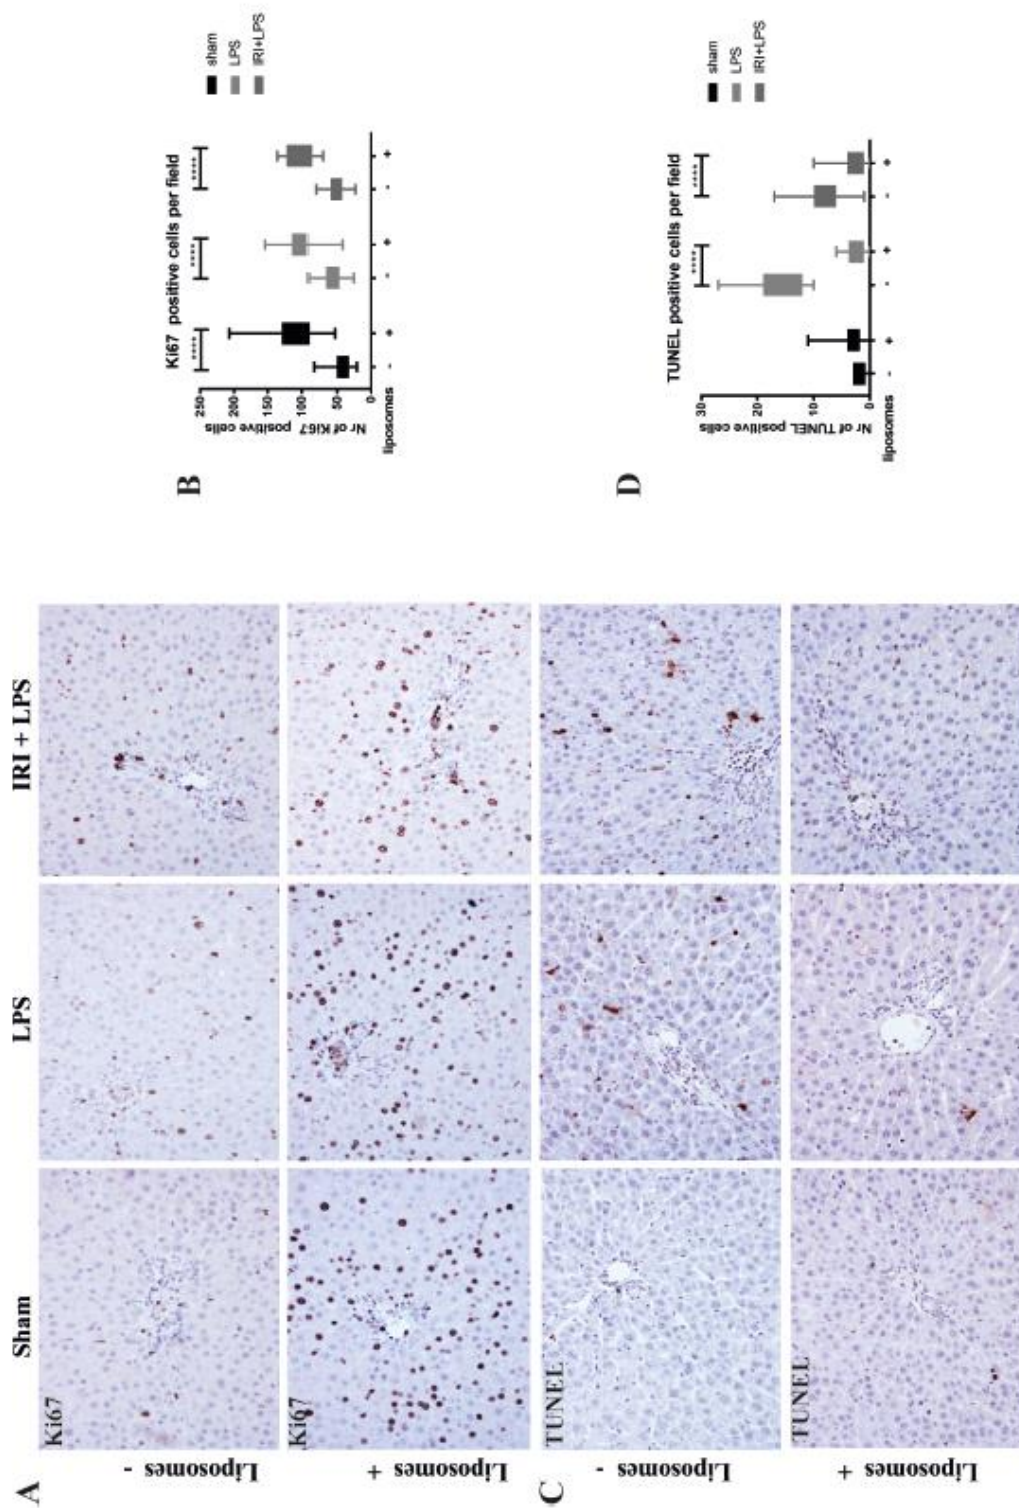 A
Sham
LPS
IRI + LPS
Liposomes -
Ki67
Liposomes +
Ki67
C
Liposomes -
TUNEL
Liposomes +
TUNEL
B
Ki67 positive cells per field
Nr of Ki67 positive cells
250
200
150
100
50
0
****
****
****
liposomes
- + - + - +
sham
LPS
IRI+LPS
D
TUNEL positive cells per field
Nr of TUNEL positive cells
30
20
10
0
****
****
liposomes
- + - + - +
sham
LPS
IRI+LPS